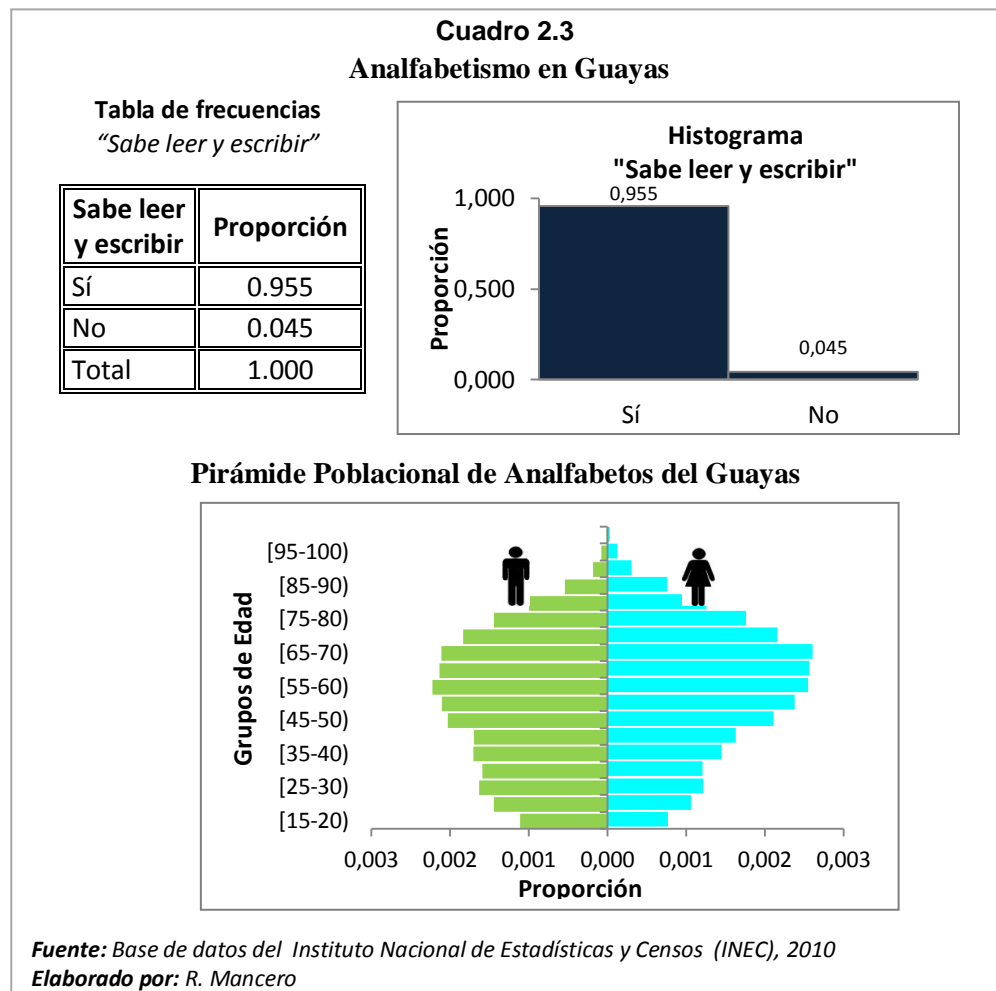 Cuadro 2.3
Analfabetismo en Guayas
Tabla de frecuencias
“Sabe leer y escribir”
Sabe leer
y escribir
Proporción
Sí
0.955
No
0.045
Total
1.000
Histograma
"Sabe leer y escribir"
Proporción
1,000
0,500
0,000
0,955
0,045
Sí
No
Pirámide Poblacional de Analfabetos del Guayas
Grupos de Edad
[95-100)
[85-90)
[75-80)
[65-70)
[55-60)
[45-50)
[35-40)
[25-30)
[15-20)
0,003 0,002 0,001 0,000 0,001 0,002 0,003
Proporción
Fuente: Base de datos del Instituto Nacional de Estadísticas y Censos (INEC), 2010
Elaborado por: R. Mancero